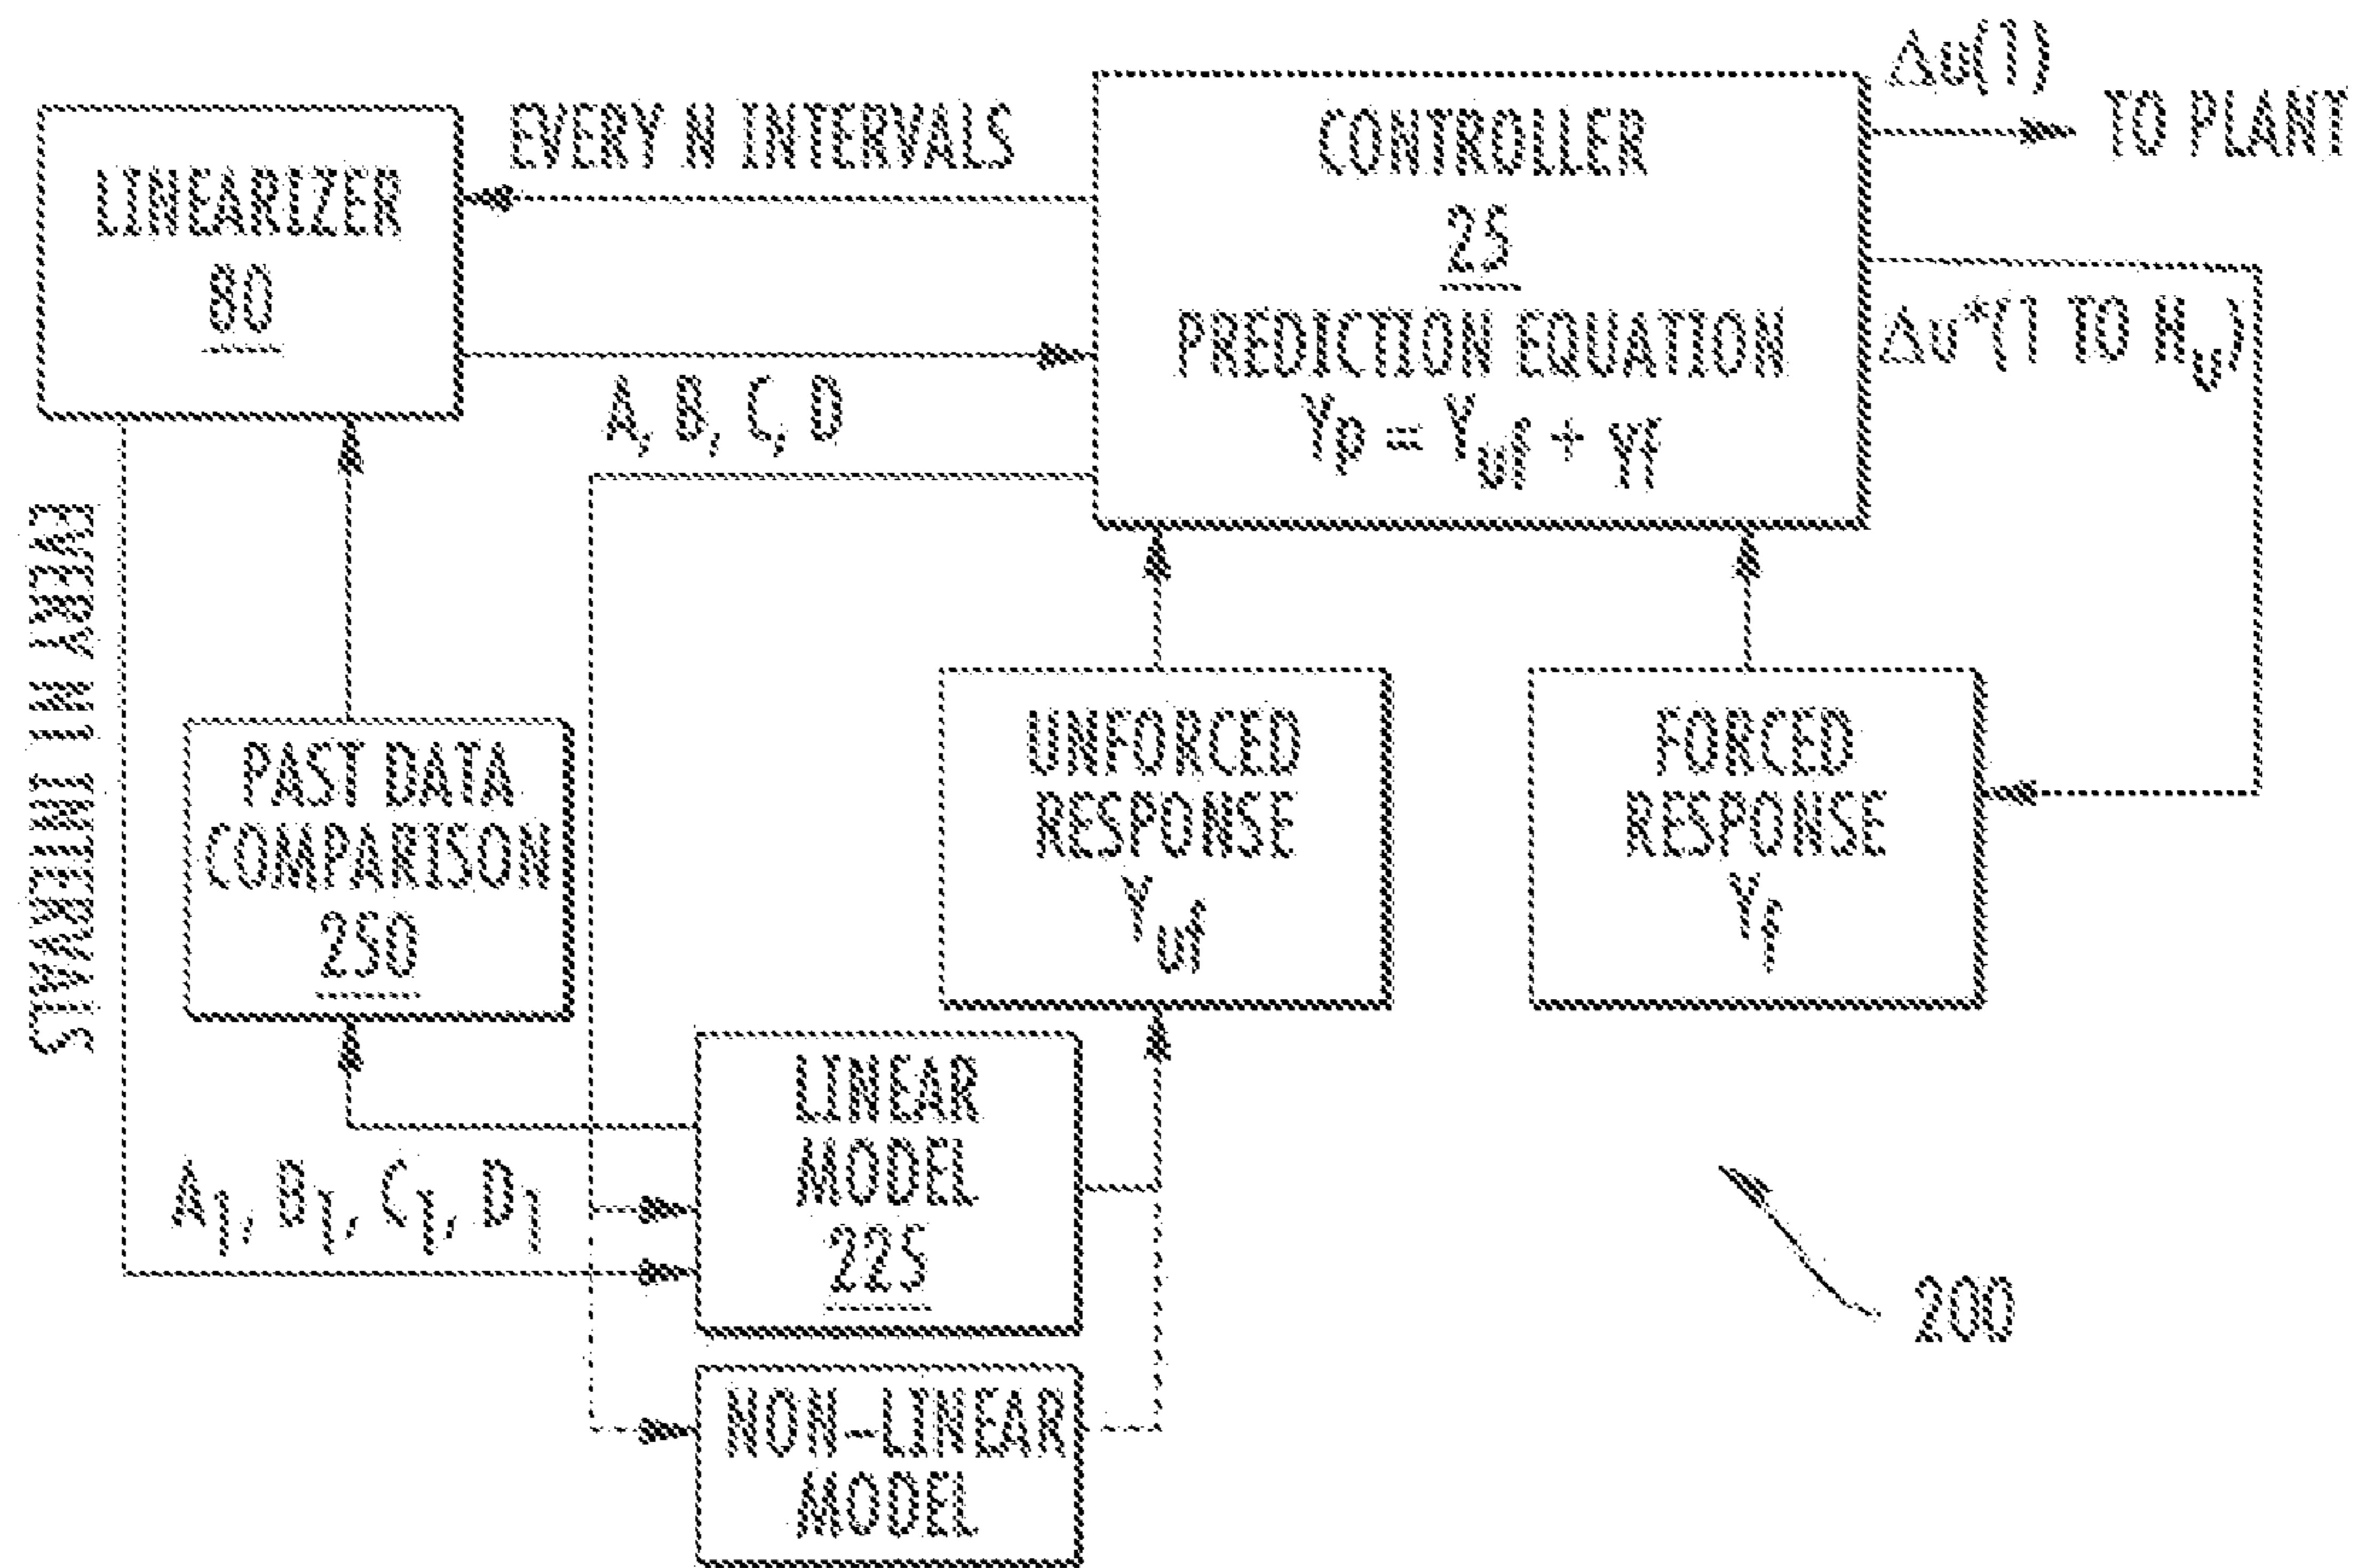 Δu(1)
TO PLANT
EVERY N INTERVALS
CONTROLLER
25
PREDICTION EQUATION
Yp = Yuf + Yf
LINEARIZER
80
Δu*(1 TO Hu)
A, B, C, D
EVERY N1 INTERVALS
PAST DATA
COMPARISON
250
UNFORCED
RESPONSE
Yuf
FORCED
RESPONSE
Yf
LINEAR
MODEL
225
A1, B1, C1, D1
200
NON-LINEAR
MODEL